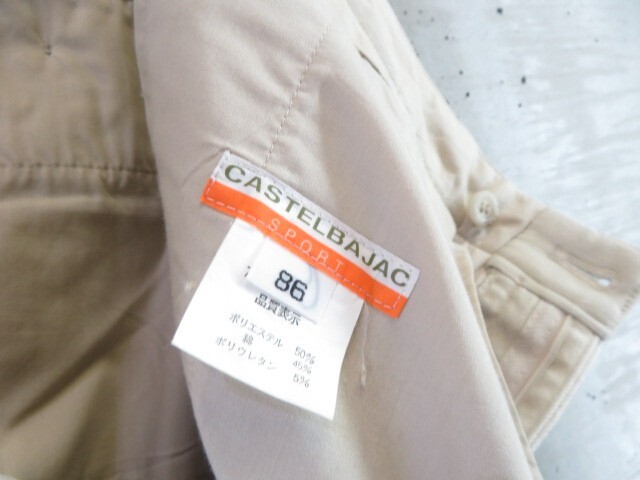 CASTELBAJAC
SPORT
86
品質表示
ポリエステル 50%
綿 45%
ポリウレタン 5%